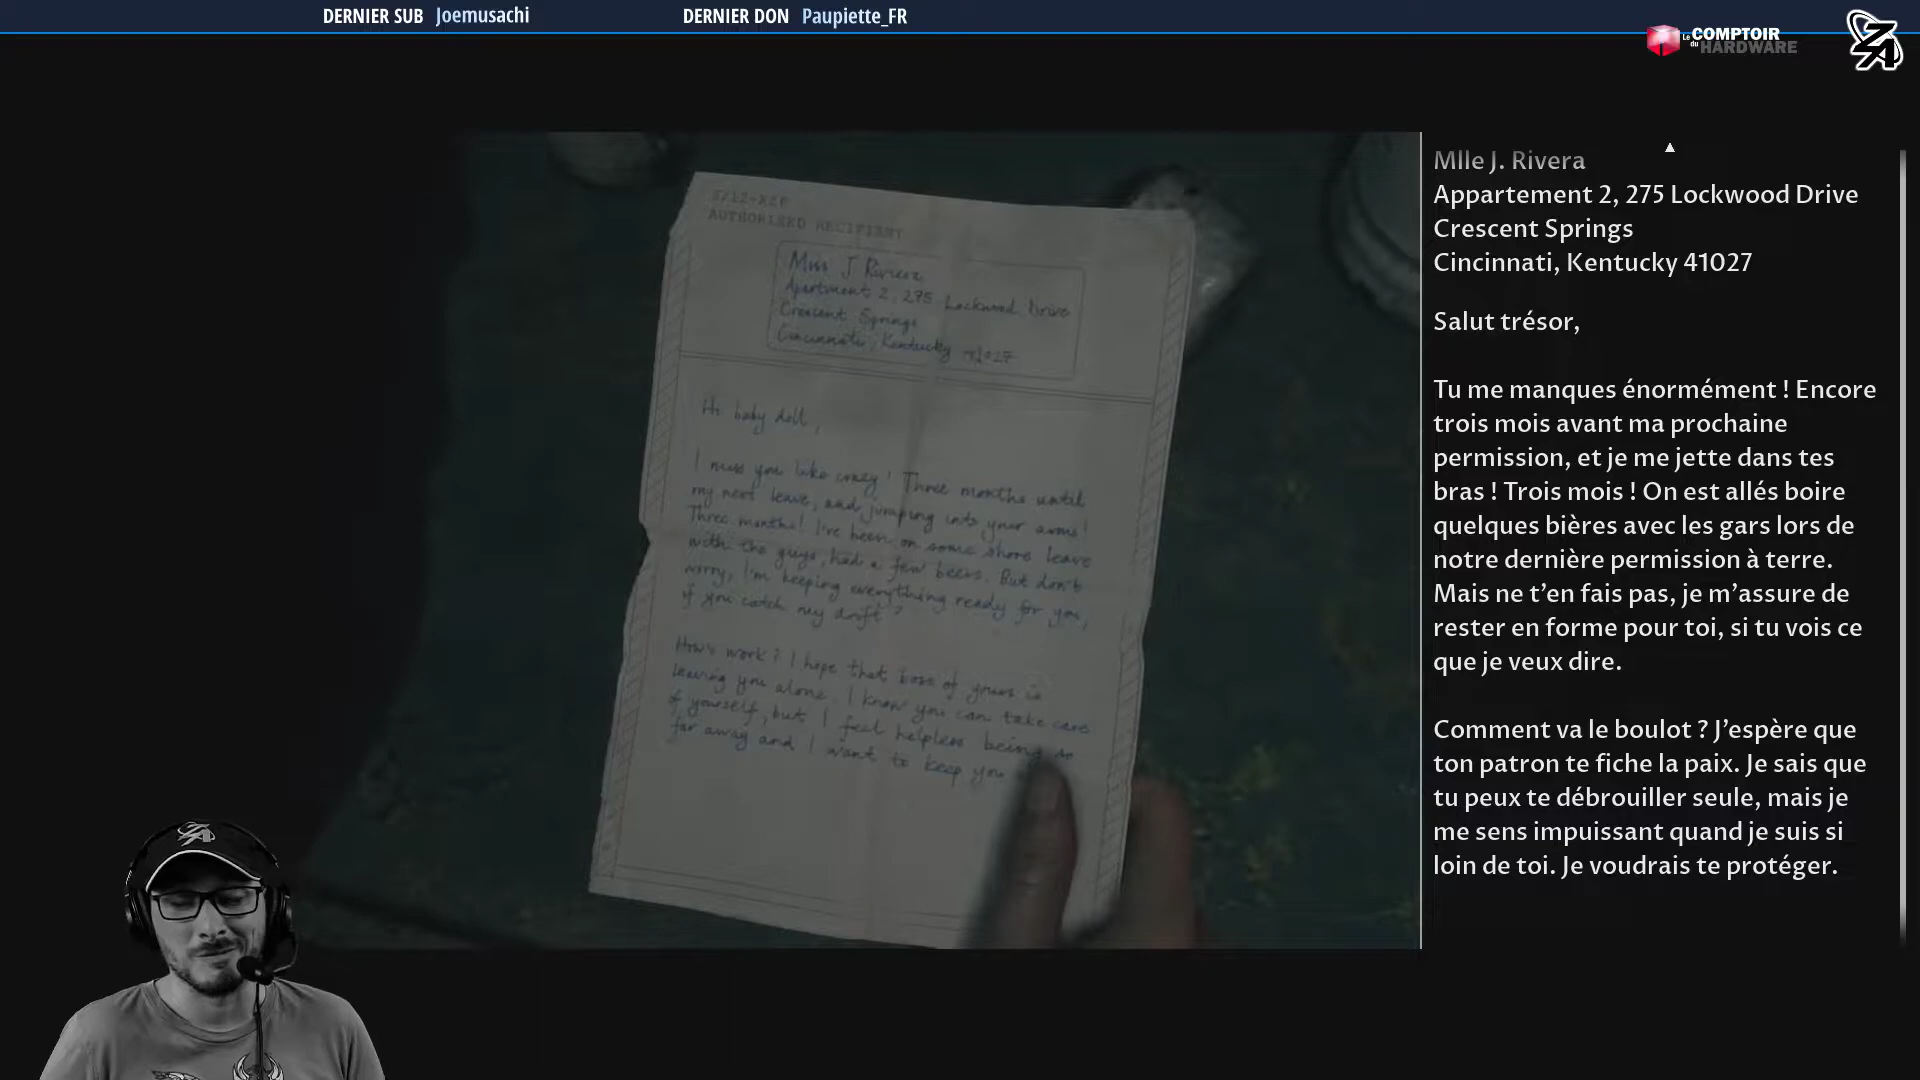 DERNIER SUB Joemusachi DERNIER DON Paupiette_FR
Le COMPTOIR
du HARDWARE
ZA
AUTHORISED RECIPIENT
Miss J Riviera
Apartment 2, 275 Lockwood Drive
Crescent Springs
Cincinnati, Kentucky 41027
Hi baby doll,
I miss you like crazy! Three months until
my next leave, and jumping into your arms!
Three months! I've been on some shore leave
with the guys, had a few beers. But don't
worry, I'm keeping everything ready for you,
if you catch my drift?
How's work? I hope that boss of yours is
leaving you alone. I know you can take care
of yourself, but I feel helpless being so
far away and I want to keep you
Mlle J. Rivera
Appartement 2, 275 Lockwood Drive
Crescent Springs
Cincinnati, Kentucky 41027
Salut trésor,
Tu me manques énormément ! Encore
trois mois avant ma prochaine
permission, et je me jette dans tes
bras ! Trois mois ! On est allés boire
quelques bières avec les gars lors de
notre dernière permission à terre.
Mais ne t'en fais pas, je m'assure de
rester en forme pour toi, si tu vois ce
que je veux dire.
Comment va le boulot ? J'espère que
ton patron te fiche la paix. Je sais que
tu peux te débrouiller seule, mais je
me sens impuissant quand je suis si
loin de toi. Je voudrais te protéger.